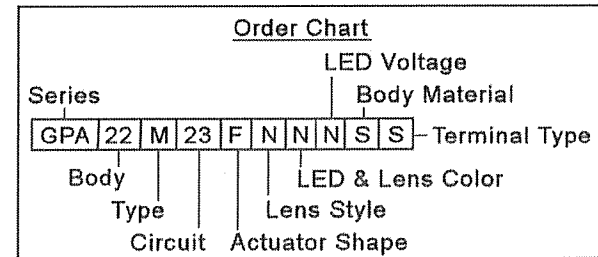 Order Chart
LED Voltage
Series Body Material
GPA 22 M 23 F N N N S S Terminal Type
Body LED & Lens Color
Type Lens Style
Circuit Actuator Shape